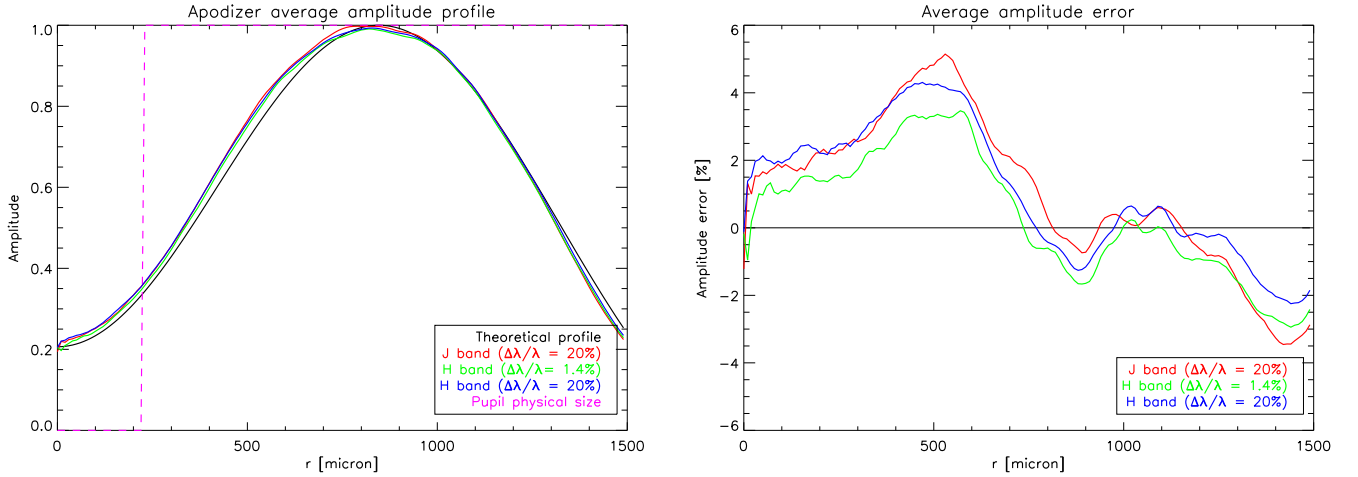 Apodizer average amplitude profile
1.0
0.8
0.6
0.4
0.2
0.0
Amplitude
0
500
1000
1500
r [micron]
Theoretical profile
J band (Δλ/λ = 20%)
H band (Δλ/λ= 1.4%)
H band (Δλ/λ = 20%)
Pupil physical size
Average amplitude error
6
4
2
0
−2
−4
−6
Amplitude error [%]
0
500
1000
1500
r [micron]
J band (Δλ/λ = 20%)
H band (Δλ/λ = 1.4%)
H band (Δλ/λ = 20%)